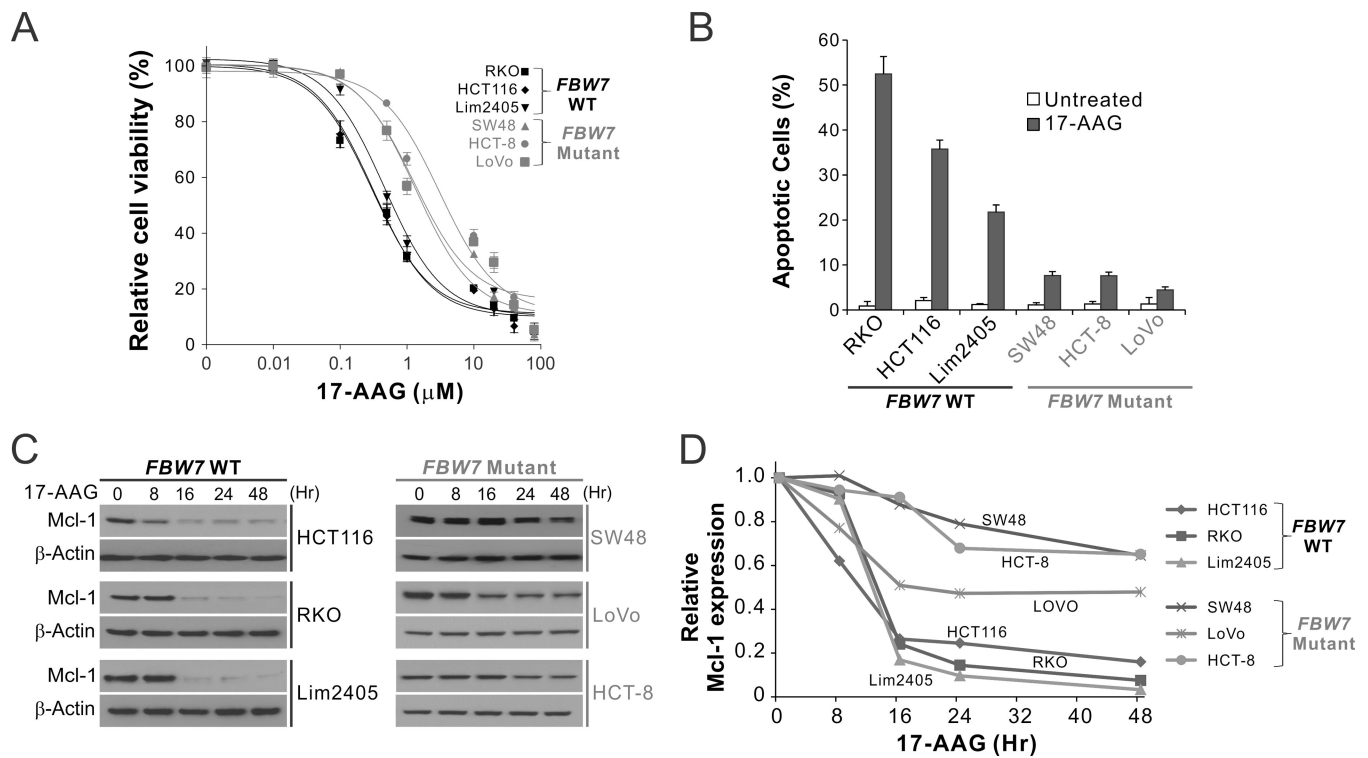 A
Relative cell viability (%)
100
80
60
40
20
0
0
0.01
0.1
1
10
100
17-AAG (μM)
RKO
HCT116
Lim2405
FBW7
WT
SW48
HCT-8
LoVo
FBW7
Mutant
B
Apoptotic Cells (%)
60
50
40
30
20
10
0
Untreated
17-AAG
RKO
HCT116
Lim2405
SW48
HCT-8
LoVo
FBW7 WT
FBW7 Mutant
C
FBW7 WT
17-AAG 0 8 16 24 48 (Hr)
Mcl-1
β-Actin
HCT116
Mcl-1
β-Actin
RKO
Mcl-1
β-Actin
Lim2405
FBW7 Mutant
0 8 16 24 48 (Hr)
SW48
LoVo
HCT-8
D
Relative
Mcl-1 expression
1.0
0.8
0.6
0.4
0.2
0
0 8 16 24 32 40 48
17-AAG (Hr)
SW48
HCT-8
LOVO
HCT116
RKO
Lim2405
HCT116
RKO
Lim2405
FBW7
WT
SW48
LoVo
HCT-8
FBW7
Mutant